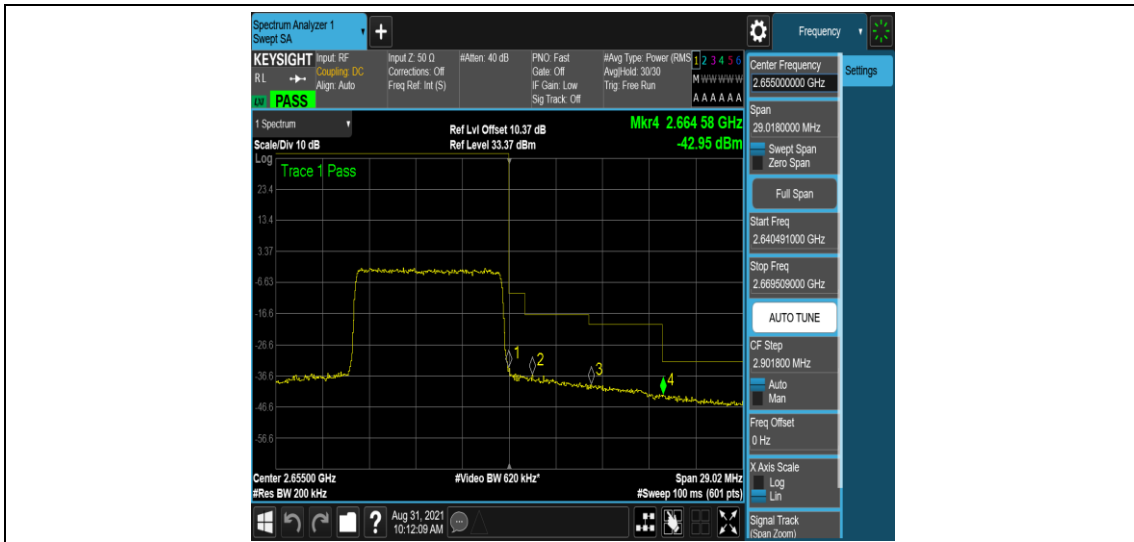 Spectrum Analyzer 1
Swept SA
+
Frequency
KEYSIGHT
Input: RF
Input Z: 50 Ω
#Atten: 40 dB
PNO: Fast
#Avg Type: Power (RMS
1 2 3 4 5 6
RL
Coupling: DC
Corrections: Off
Gate: Off
Avg|Hold: 30/30
M W W W W W
Align: Auto
Freq Ref: Int (S)
IF Gain: Low
Trig: Free Run
Sig Track: Off
A A A A A A
PASS
Center Frequency
2.655000000 GHz
Settings
1 Spectrum
Ref Lvl Offset 10.37 dB
Mkr4 2.664 58 GHz
Scale/Div 10 dB
Ref Level 33.37 dBm
-42.95 dBm
Log
Trace 1 Pass
23.4
13.4
3.37
-6.63
-16.6
-26.6
-36.6
-46.6
-56.6
1
2
3
4
Center 2.65500 GHz
#Video BW 620 kHz*
Span 29.02 MHz
#Res BW 200 kHz
#Sweep 100 ms (601 pts)
Span
29.0180000 MHz
Swept Span
Zero Span
Full Span
Start Freq
2.640491000 GHz
Stop Freq
2.669509000 GHz
AUTO TUNE
CF Step
2.901800 MHz
Auto
Man
Freq Offset
0 Hz
X Axis Scale
Log
Lin
Signal Track
(Span Zoom)
?
Aug 31, 2021
10:12:09 AM